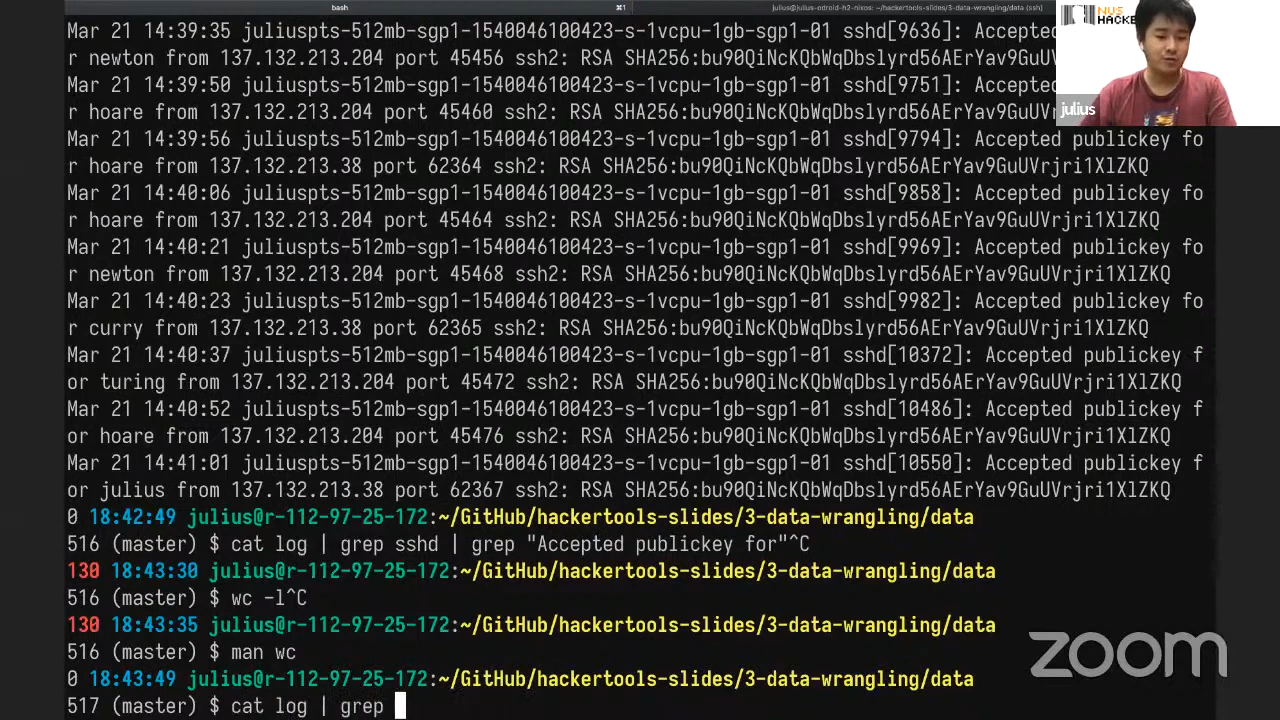 bash
⌘1
julius@julius-odroid-h2-nixos: ~/hackertools-slides/3-data-wrangling/data (ssh)
NUS
HACKE
julius
Mar 21 14:39:35 juliuspts-512mb-sgp1-1540046100423-s-1vcpu-1gb-sgp1-01 sshd[9636]: Accepted
r newton from 137.132.213.204 port 45456 ssh2: RSA SHA256:bu90QiNcKQbWqDbslyrd56AErYav9GuUV
Mar 21 14:39:50 juliuspts-512mb-sgp1-1540046100423-s-1vcpu-1gb-sgp1-01 sshd[9751]: Accepted
r hoare from 137.132.213.204 port 45460 ssh2: RSA SHA256:bu90QiNcKQbWqDbslyrd56AErYav9GuUVr
Mar 21 14:39:56 juliuspts-512mb-sgp1-1540046100423-s-1vcpu-1gb-sgp1-01 sshd[9794]: Accepted publickey fo
r hoare from 137.132.213.38 port 62364 ssh2: RSA SHA256:bu90QiNcKQbWqDbslyrd56AErYav9GuUVrjri1XlZKQ
Mar 21 14:40:06 juliuspts-512mb-sgp1-1540046100423-s-1vcpu-1gb-sgp1-01 sshd[9858]: Accepted publickey fo
r hoare from 137.132.213.204 port 45464 ssh2: RSA SHA256:bu90QiNcKQbWqDbslyrd56AErYav9GuUVrjri1XlZKQ
Mar 21 14:40:21 juliuspts-512mb-sgp1-1540046100423-s-1vcpu-1gb-sgp1-01 sshd[9969]: Accepted publickey fo
r newton from 137.132.213.204 port 45468 ssh2: RSA SHA256:bu90QiNcKQbWqDbslyrd56AErYav9GuUVrjri1XlZKQ
Mar 21 14:40:23 juliuspts-512mb-sgp1-1540046100423-s-1vcpu-1gb-sgp1-01 sshd[9982]: Accepted publickey fo
r curry from 137.132.213.38 port 62365 ssh2: RSA SHA256:bu90QiNcKQbWqDbslyrd56AErYav9GuUVrjri1XlZKQ
Mar 21 14:40:37 juliuspts-512mb-sgp1-1540046100423-s-1vcpu-1gb-sgp1-01 sshd[10372]: Accepted publickey f
or turing from 137.132.213.204 port 45472 ssh2: RSA SHA256:bu90QiNcKQbWqDbslyrd56AErYav9GuUVrjri1XlZKQ
Mar 21 14:40:52 juliuspts-512mb-sgp1-1540046100423-s-1vcpu-1gb-sgp1-01 sshd[10486]: Accepted publickey f
or hoare from 137.132.213.204 port 45476 ssh2: RSA SHA256:bu90QiNcKQbWqDbslyrd56AErYav9GuUVrjri1XlZKQ
Mar 21 14:41:01 juliuspts-512mb-sgp1-1540046100423-s-1vcpu-1gb-sgp1-01 sshd[10550]: Accepted publickey f
or julius from 137.132.213.38 port 62367 ssh2: RSA SHA256:bu90QiNcKQbWqDbslyrd56AErYav9GuUVrjri1XlZKQ
0 18:42:49 julius@r-112-97-25-172:~/GitHub/hackertools-slides/3-data-wrangling/data
516 (master) $ cat log | grep sshd | grep "Accepted publickey for"^C
130 18:43:30 julius@r-112-97-25-172:~/GitHub/hackertools-slides/3-data-wrangling/data
516 (master) $ wc -l^C
130 18:43:35 julius@r-112-97-25-172:~/GitHub/hackertools-slides/3-data-wrangling/data
516 (master) $ man wc
0 18:43:49 julius@r-112-97-25-172:~/GitHub/hackertools-slides/3-data-wrangling/data
517 (master) $ cat log | grep
zoom